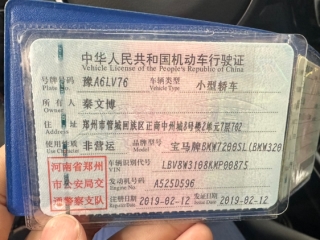 中华人民共和国机动车行驶证
Vehicle License of the People's Republic of China
号牌号码 豫A6LV76 车辆类型 小型轿车
Plate No. Vehicle Type
所有人 秦文博
Owner
住址 郑州市管城回族区正商中州城8号楼2单元7层702
Address
使用性质 非营运 品牌型号 宝马牌BMW7200SL(BMW320
Use Character Model
河南省郑州
市公安局交
通警察支队
车辆识别代号 LBV8W3108KMP00875
VIN
发动机号码 A525DS96
Engine No.
注册日期 2019-02-12 发证日期 2019-02-12
Register Date Issue Date